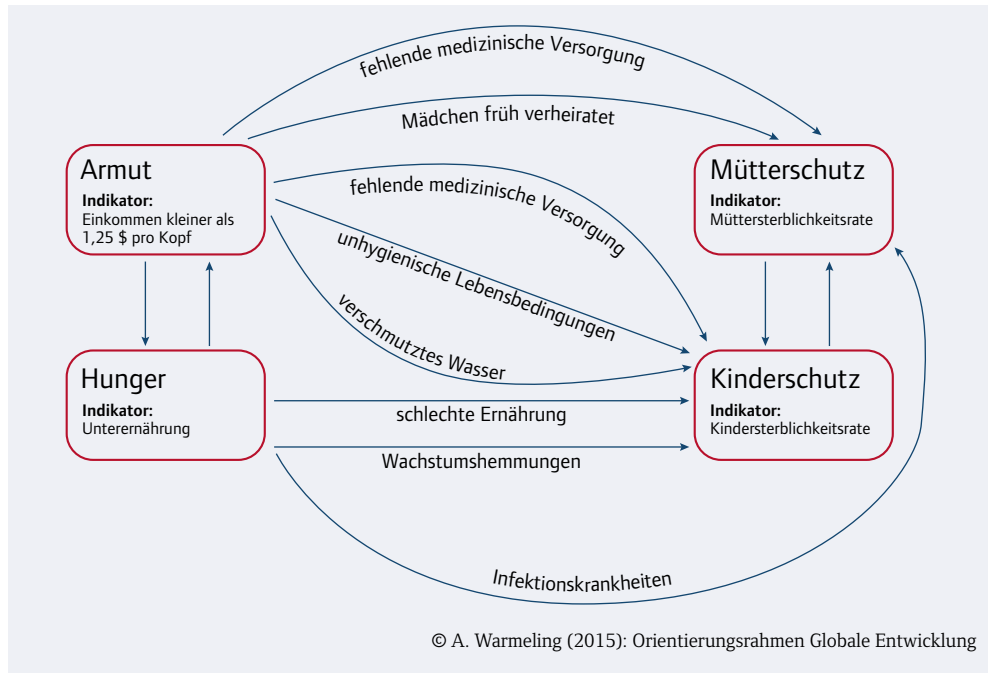 fehlende medizinische Versorgung
Mädchen früh verheiratet
Armut
Indikator:
Einkommen kleiner als
1,25 $ pro Kopf
Mütterschutz
Indikator:
Müttersterblichkeitsrate
fehlende medizinische Versorgung
unhygienische Lebensbedingungen
verschmutztes Wasser
Hunger
Indikator:
Unterernährung
Kinderschutz
Indikator:
Kindersterblichkeitsrate
schlechte Ernährung
Wachstumshemmungen
Infektionskrankheiten
© A. Warmeling (2015): Orientierungsrahmen Globale Entwicklung